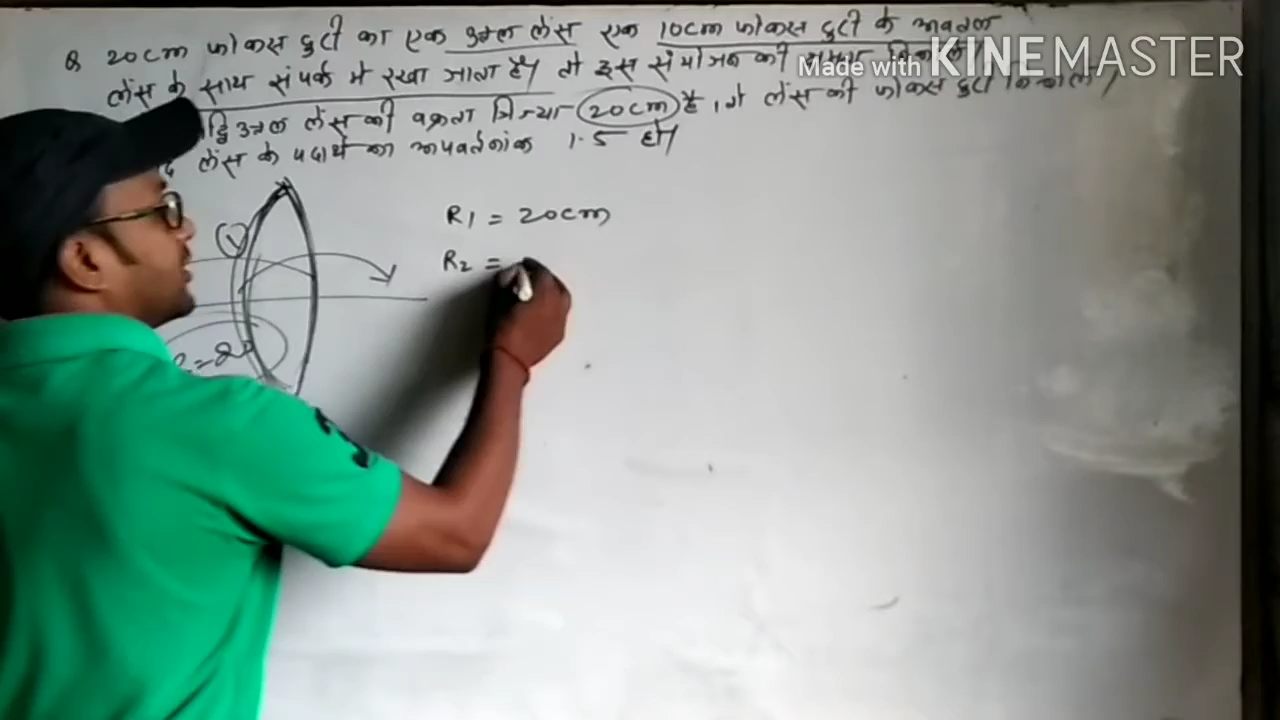 Q 20cm फोकस दुरी का एक उत्तल लेंस एक 10cm फोकस दुरी के अवतल
लेंस के साथ संपर्क में रखा जाता है। तो इस संयोजन की
Made with KINEMASTER
द्वि उत्तल लेंस की वक्रता त्रिज्या 20cm है, तो लेंस की फोकस दुरी निकालें।
लेंस के पदार्थ का अपवर्तनांक 1.5 हो।
R1 = 20cm
R2 =